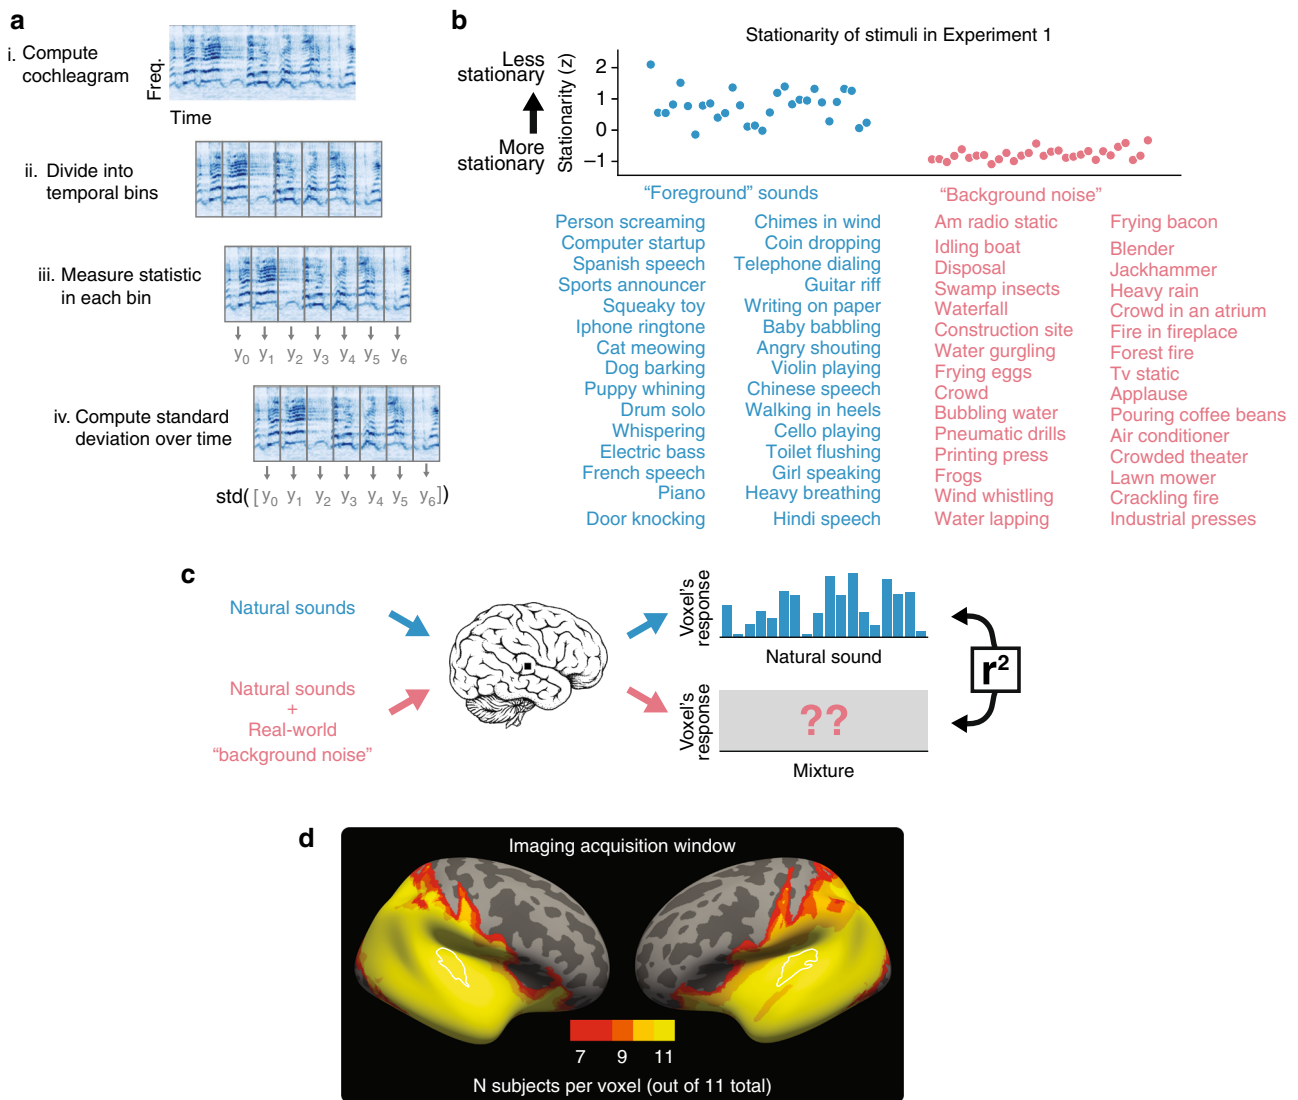 a
i. Compute
cochleagram
Freq.
Time
ii. Divide into
temporal bins
iii. Measure statistic
in each bin
y0 y1 y2 y3 y4 y5 y6
iv. Compute standard
deviation over time
std([y0 y1 y2 y3 y4 y5 y6])
b
Stationarity of stimuli in Experiment 1
Less
stationary
More
stationary
Stationarity (z)
2
1
0
−1
“Foreground” sounds
Person screaming
Computer startup
Spanish speech
Sports announcer
Squeaky toy
Iphone ringtone
Cat meowing
Dog barking
Puppy whining
Drum solo
Whispering
Electric bass
French speech
Piano
Door knocking
Chimes in wind
Coin dropping
Telephone dialing
Guitar riff
Writing on paper
Baby babbling
Angry shouting
Violin playing
Chinese speech
Walking in heels
Cello playing
Toilet flushing
Girl speaking
Heavy breathing
Hindi speech
“Background noise”
Am radio static
Idling boat
Disposal
Swamp insects
Waterfall
Construction site
Water gurgling
Frying eggs
Crowd
Bubbling water
Pneumatic drills
Printing press
Frogs
Wind whistling
Water lapping
Frying bacon
Blender
Jackhammer
Heavy rain
Crowd in an atrium
Fire in fireplace
Forest fire
Tv static
Applause
Pouring coffee beans
Air conditioner
Crowded theater
Lawn mower
Crackling fire
Industrial presses
c
Natural sounds
Natural sounds
+
Real-world
“background noise”
Voxel's
response
Natural sound
Voxel's
response
??
Mixture
r²
d
Imaging acquisition window
7 9 11
N subjects per voxel (out of 11 total)